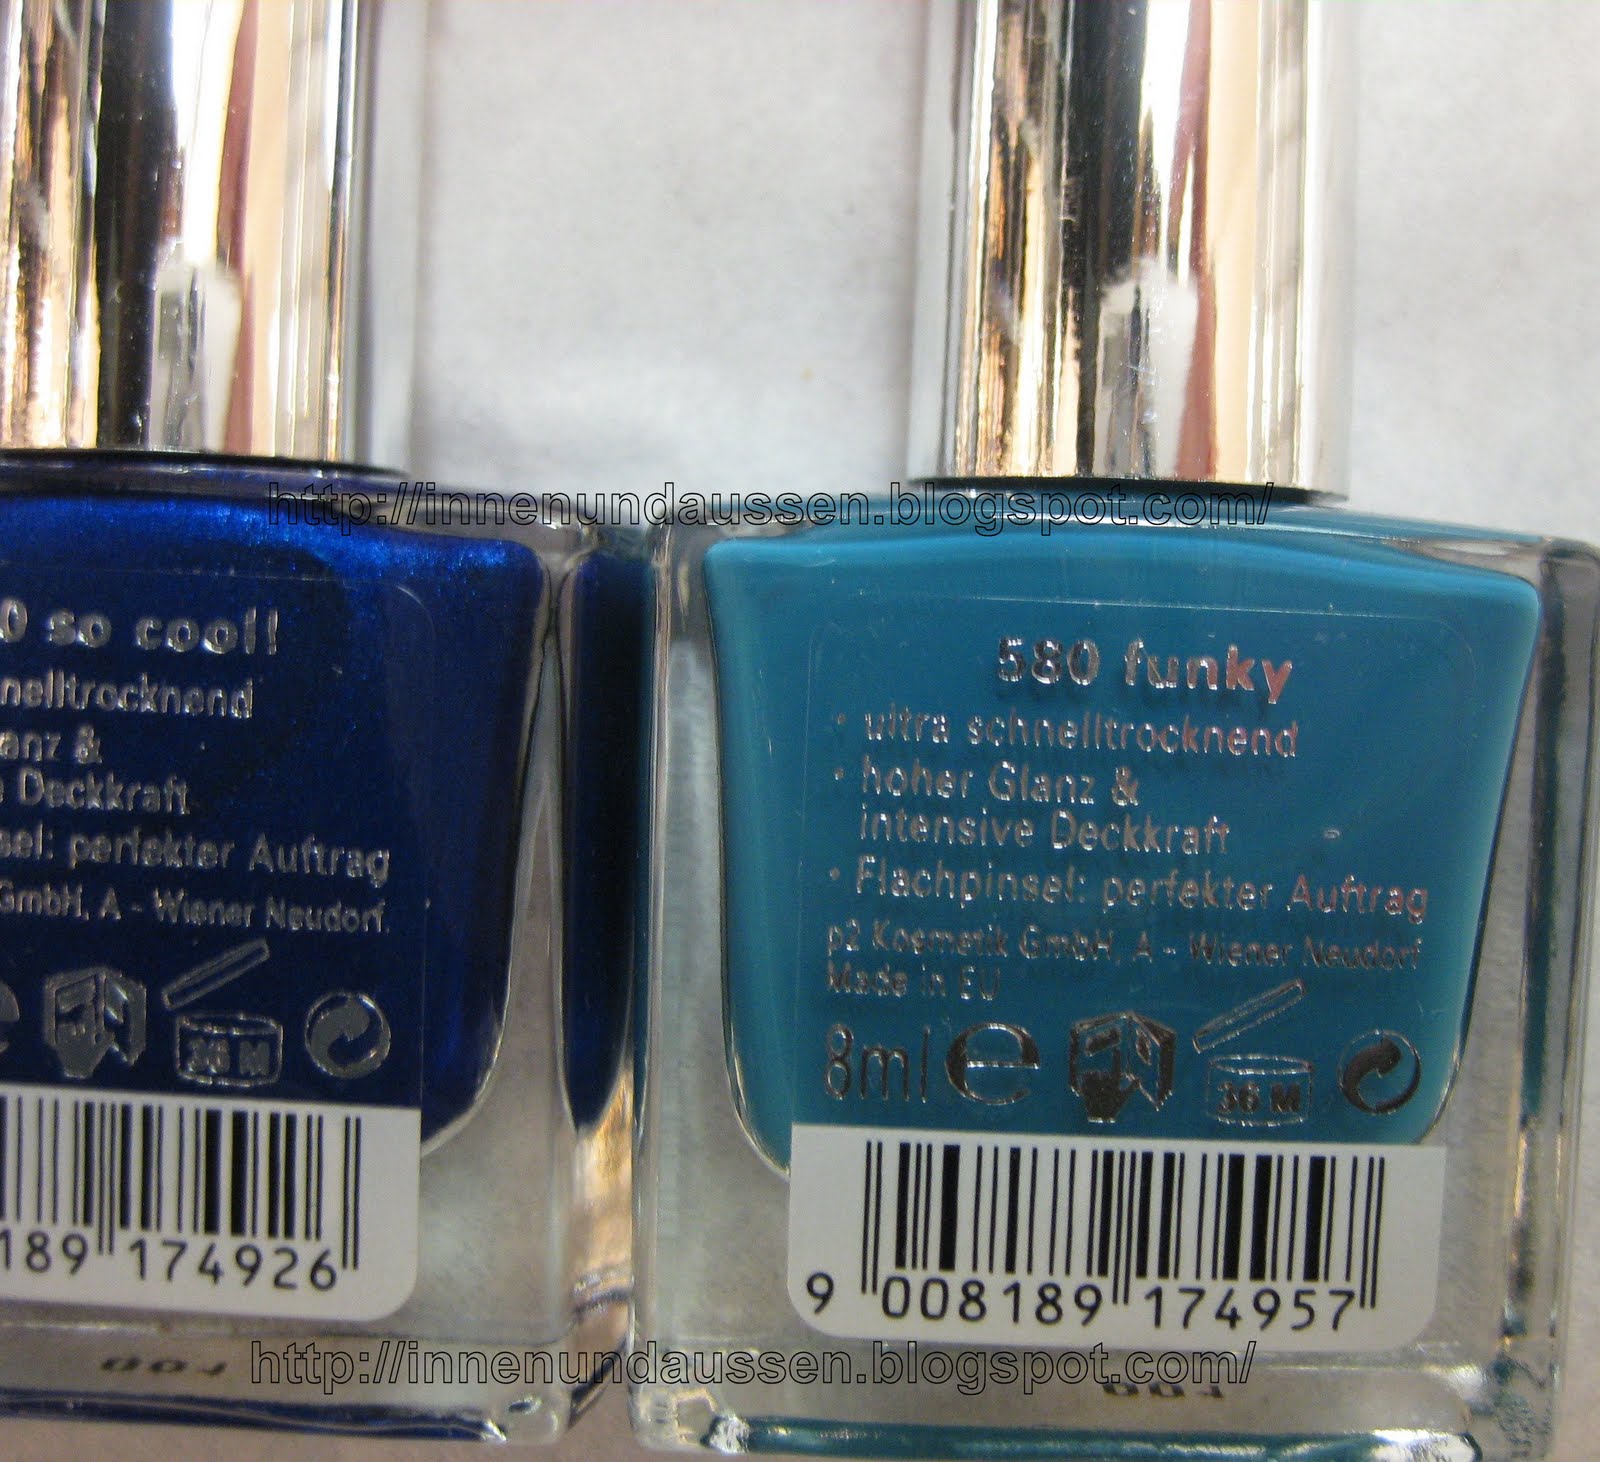 http://innenundaussen.blogspot.com/
0 so cool!
nelltrocknend
anz &
Deckkraft
sel: perfekter Auftrag
GmbH, A - Wiener Neudorf.
36 M
189 174926
580 funky
• ultra schnelltrocknend
• hoher Glanz &
intensive Deckkraft
• Flachpinsel: perfekter Auftrag
p2 Kosmetik GmbH, A - Wiener Neudorf
Made in EU
8ml e 36 M
9 008189 174957
http://innenundaussen.blogspot.com/